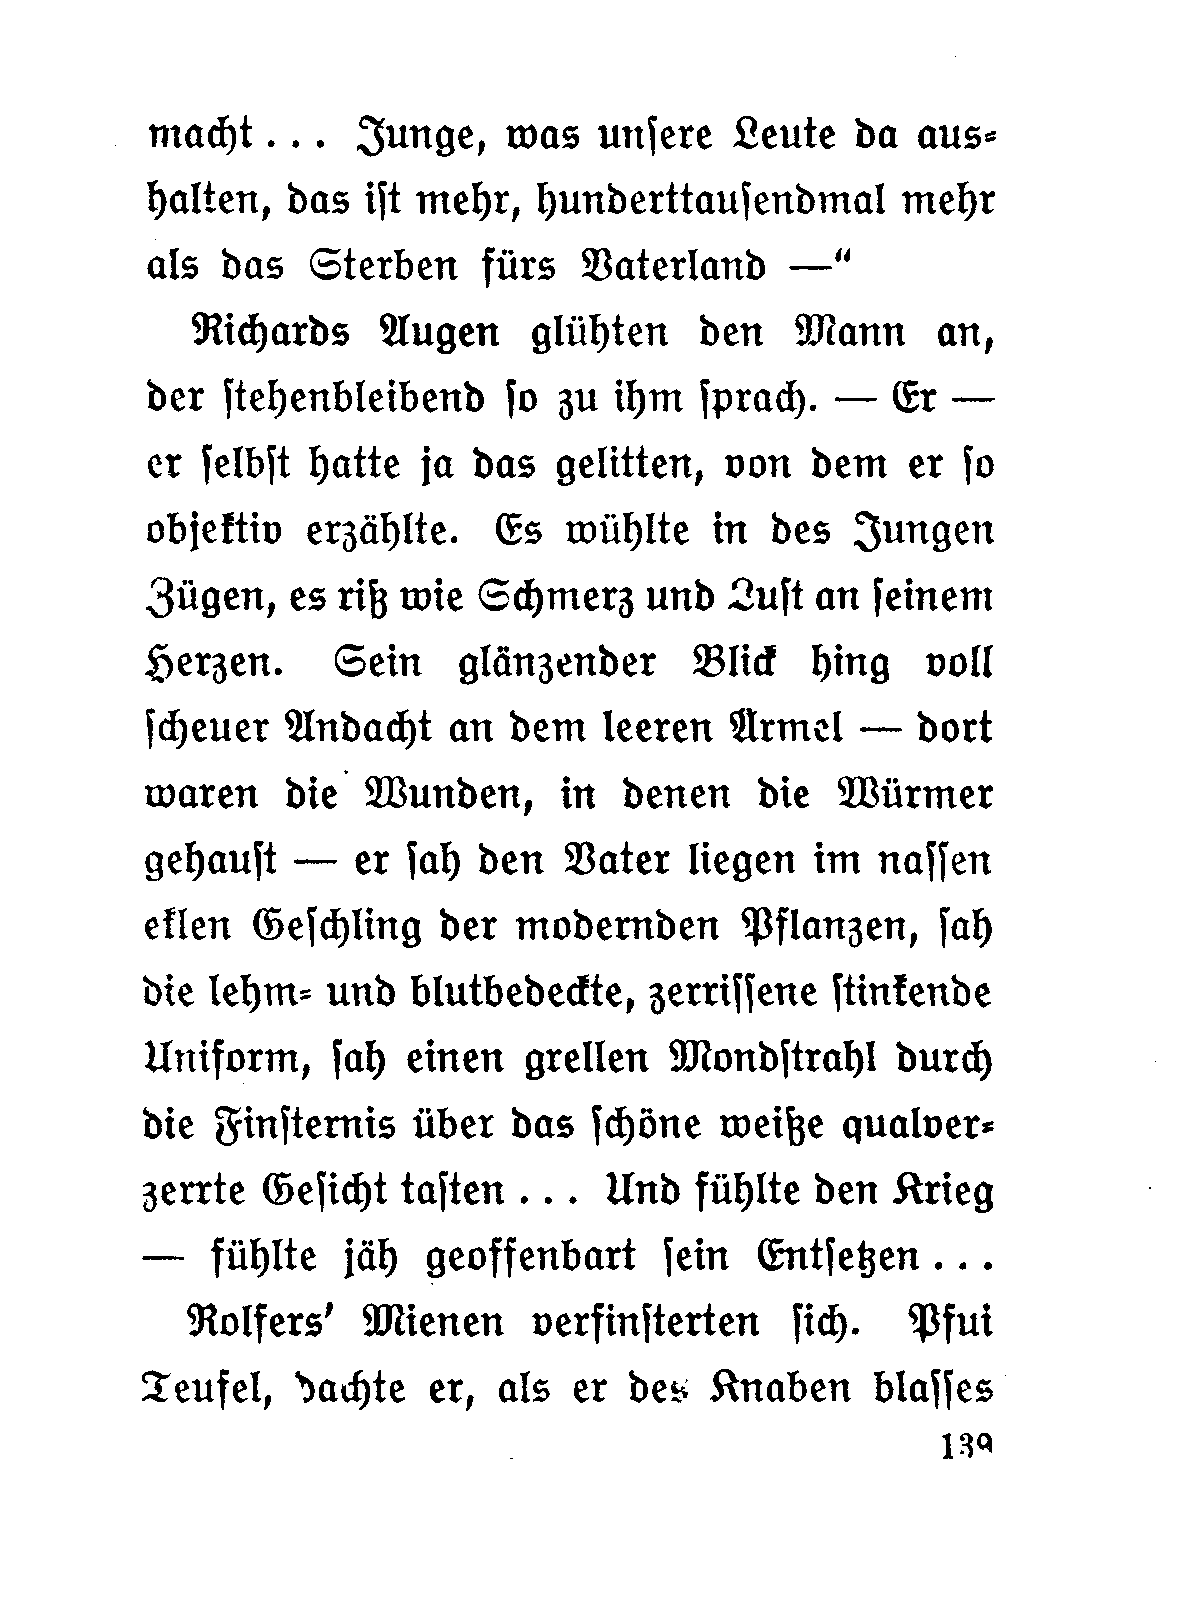 macht . . . Junge, was unsere Leute da aus-
halten, das ist mehr, hunderttausendmal mehr
als das Sterben fürs Vaterland —“
Richards Augen glühten den Mann an,
der stehenbleibend so zu ihm sprach. — Er —
er selbst hatte ja das gelitten, von dem er so
objektiv erzählte. Es wühlte in des Jungen
Zügen, es riß wie Schmerz und Lust an seinem
Herzen. Sein glänzender Blick hing voll
scheuer Andacht an dem leeren Ärmel — dort
waren die Wunden, in denen die Würmer
gehaust — er sah den Vater liegen im nassen
eklen Geschling der modernden Pflanzen, sah
die lehm- und blutbedeckte, zerrissene stinkende
Uniform, sah einen grellen Mondstrahl durch
die Finsternis über das schöne weiße qualver-
zerrte Gesicht tasten . . . Und fühlte den Krieg
— fühlte jäh geoffenbart sein Entsetzen . . .
Rolfers' Mienen verfinsterten sich. Pfui
Teufel, dachte er, als er des Knaben blasses
139